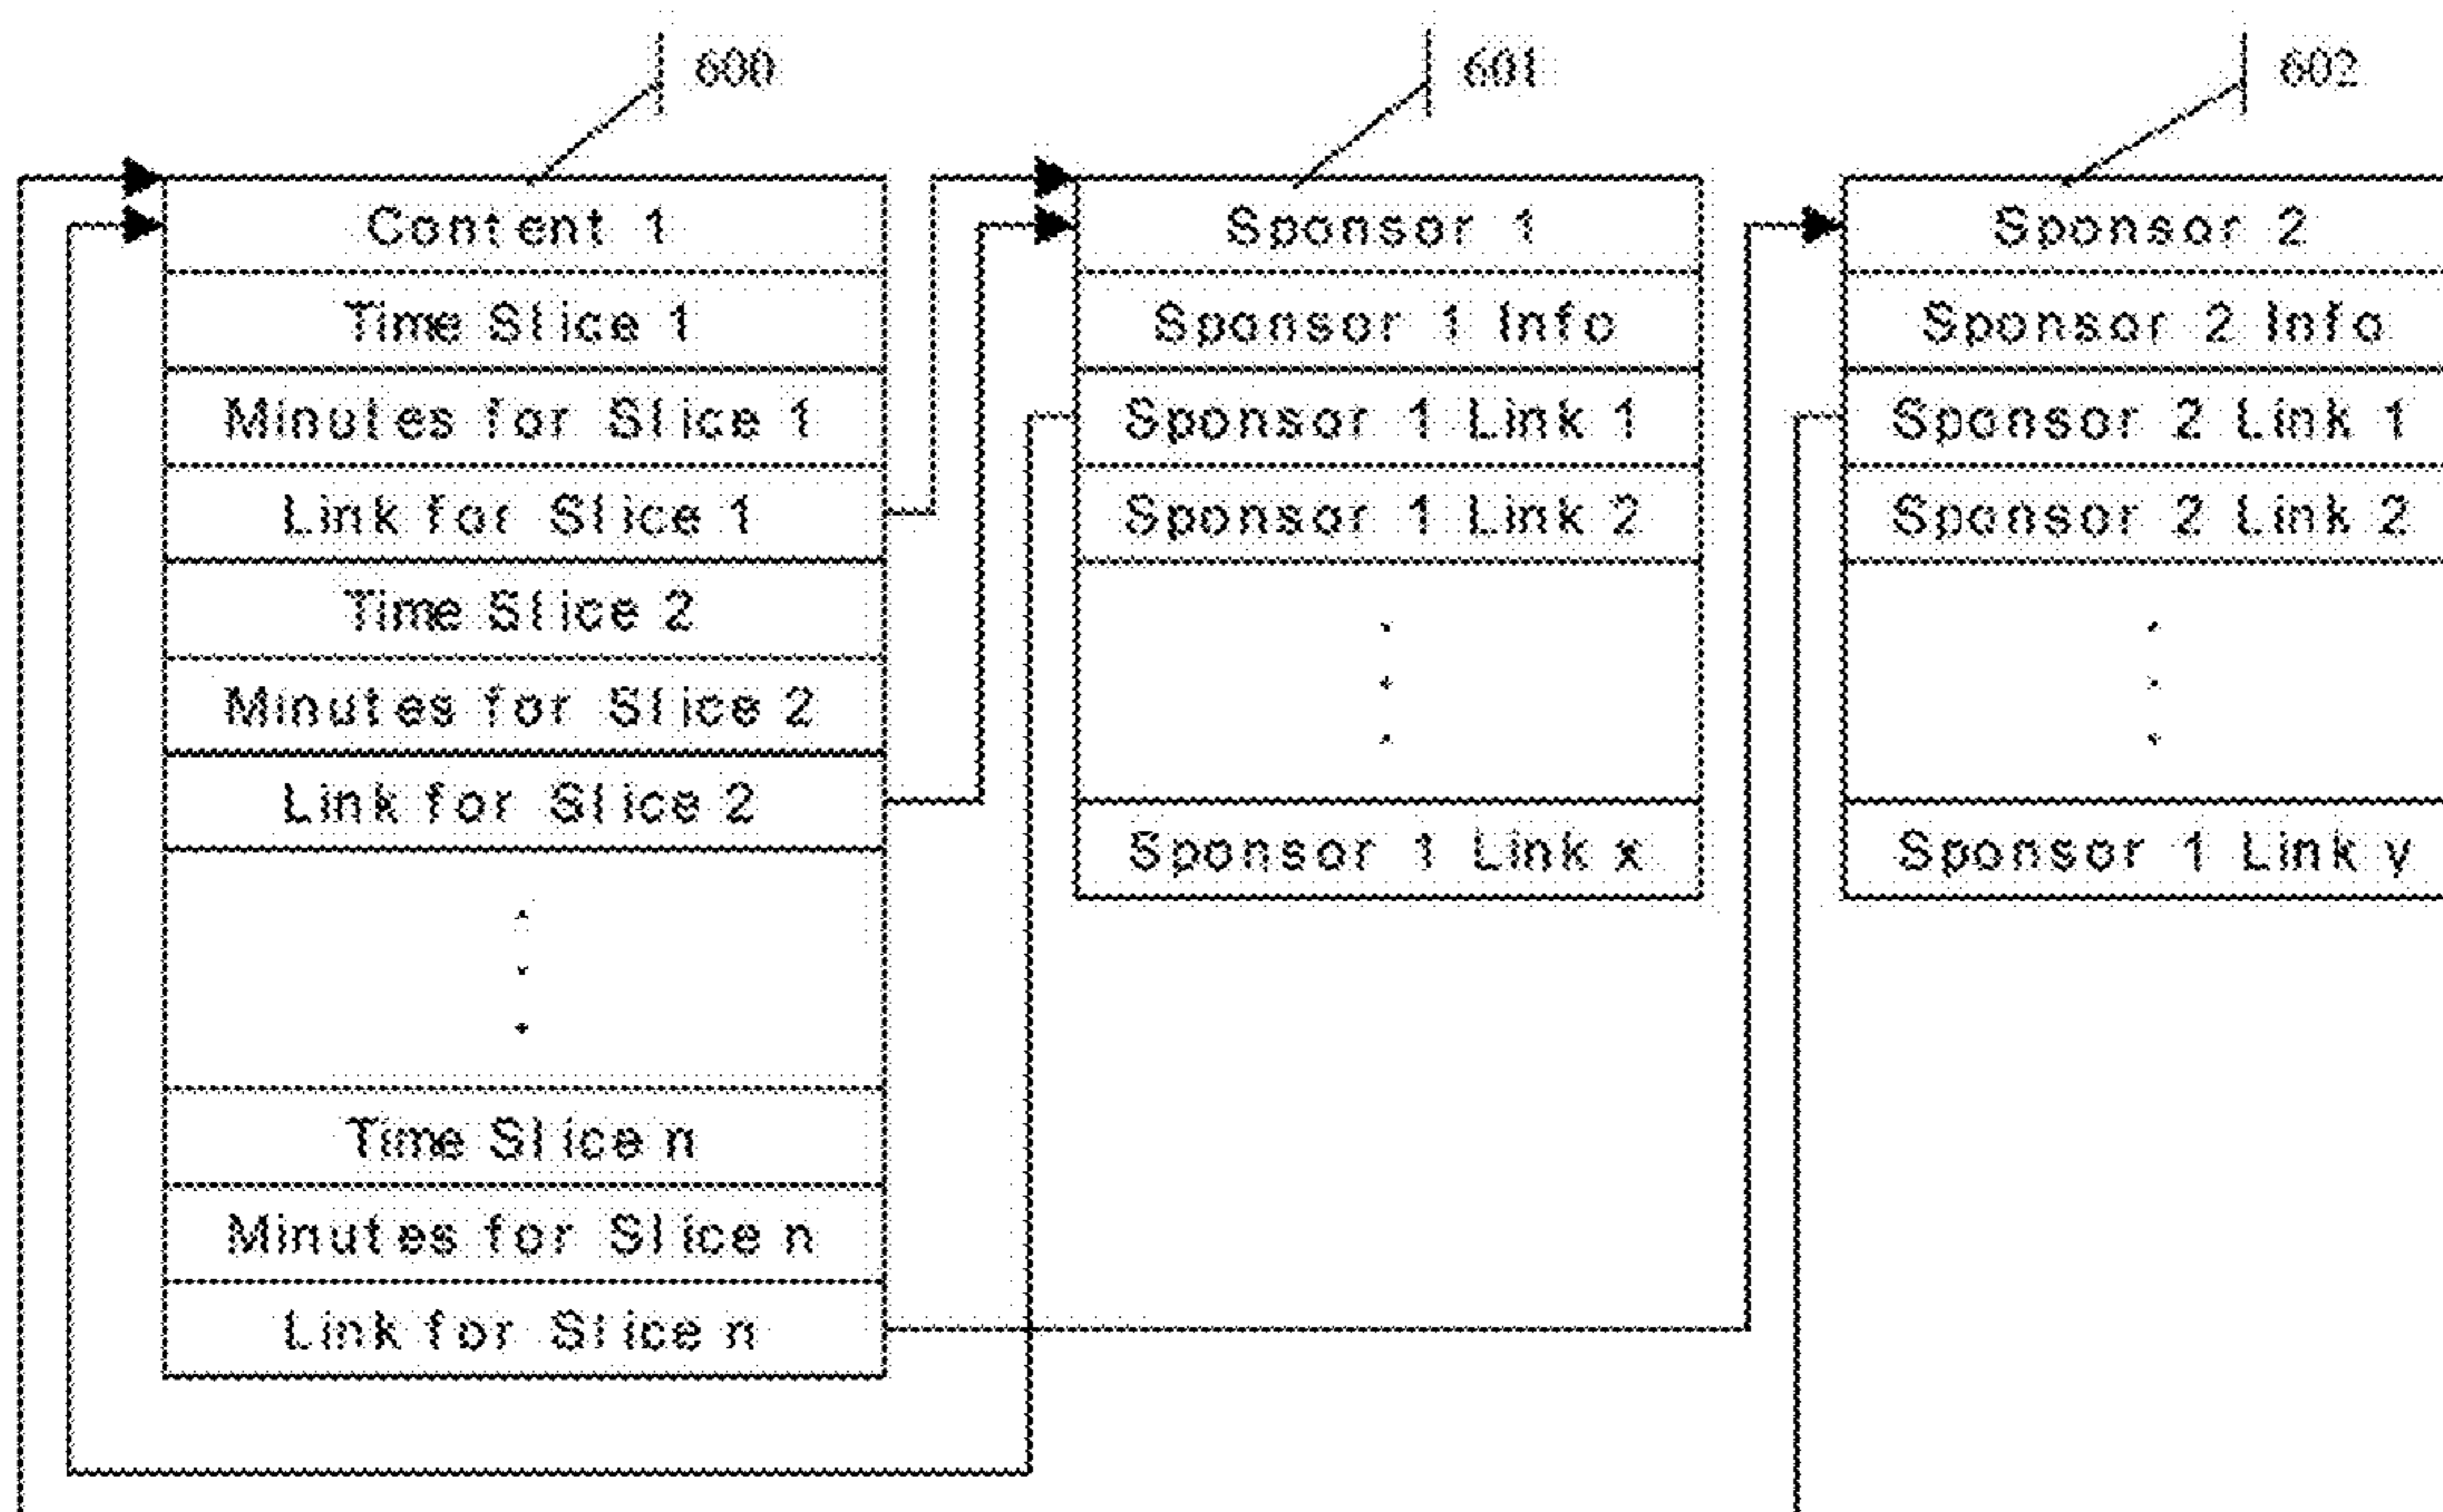 600
601
602
Content 1
Time Slice 1
Minutes for Slice 1
Link for Slice 1
Time Slice 2
Minutes for Slice 2
Link for Slice 2
Time Slice n
Minutes for Slice n
Link for Slice n
Sponsor 1
Sponsor 1 Info
Sponsor 1 Link 1
Sponsor 1 Link 2
Sponsor 1 Link x
Sponsor 2
Sponsor 2 Info
Sponsor 2 Link 1
Sponsor 2 Link 2
Sponsor 1 Link y